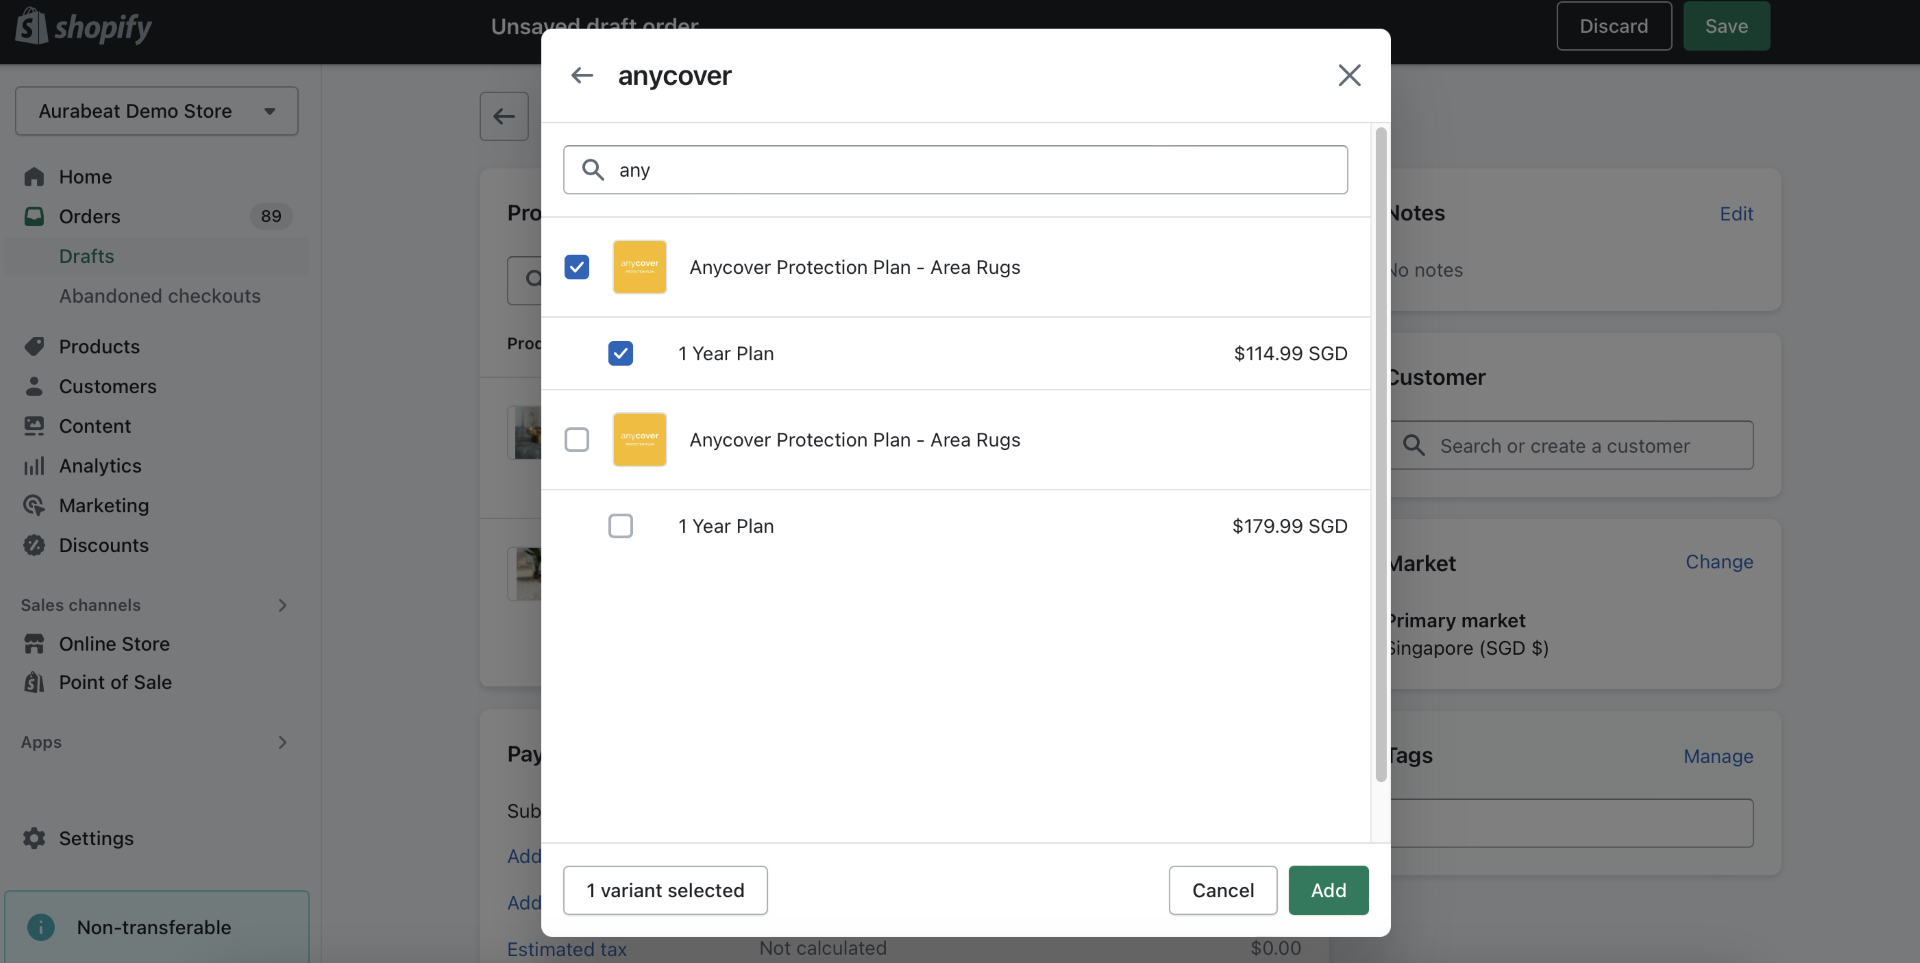 shopify
Unsaved draft order
Discard
Save
Aurabeat Demo Store
Home
Orders
89
Drafts
Abandoned checkouts
Products
Customers
Content
Analytics
Marketing
Discounts
Sales channels
Online Store
Point of Sale
Apps
Settings
Non-transferable
Pro
Prod
Pay
Sub
Add
Add
Estimated tax
Not calculated
$0.00
anycover
any
anycover
Anycover Protection Plan - Area Rugs
1 Year Plan
$114.99 SGD
anycover
Anycover Protection Plan - Area Rugs
1 Year Plan
$179.99 SGD
1 variant selected
Cancel
Add
Notes
Edit
No notes
Customer
Search or create a customer
Market
Change
Primary market
Singapore (SGD $)
Tags
Manage